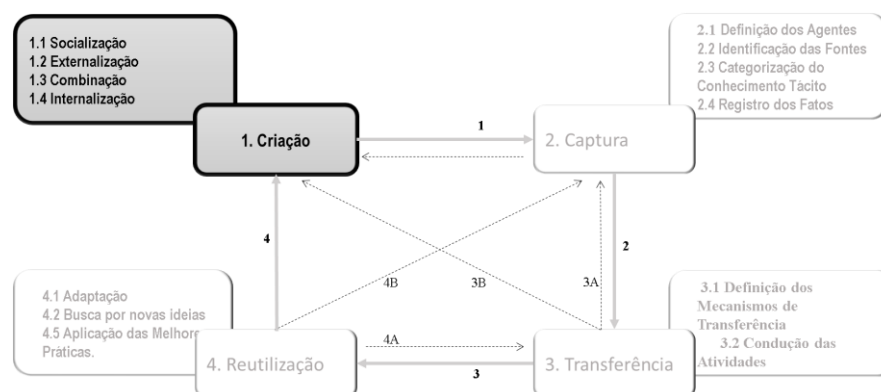 1.1 Socialização
1.2 Externalização
1.3 Combinação
1.4 Internalização
2.1 Definição dos Agentes
2.2 Identificação das Fontes
2.3 Categorização do
Conhecimento Tácito
2.4 Registro dos Fatos
1. Criação
1
2. Captura
4
2
4B
3B
3A
4.1 Adaptação
4.2 Busca por novas ideias
4.5 Aplicação das Melhores
Práticas.
3.1 Definição dos
Mecanismos de
Transferência
3.2 Condução das
Atividades
4. Reutilização
4A
3. Transferência
3